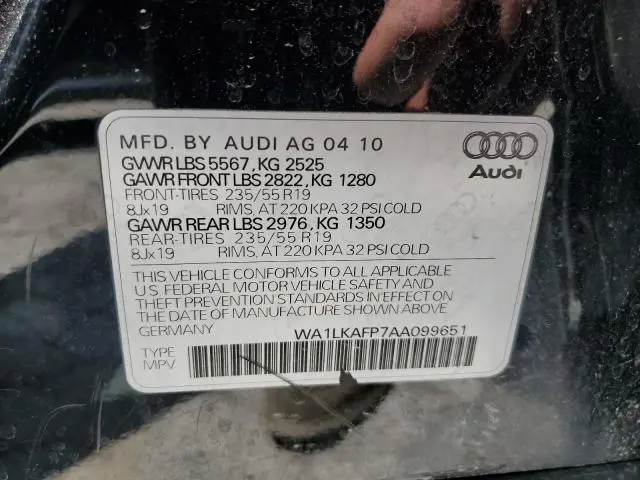 MFD. BY AUDI AG 04 10
GVWR LBS 5567, KG 2525
GAWR FRONT LBS 2822, KG 1280
FRONT-TIRES 235/55 R19
8Jx19 RIMS, AT 220 KPA 32 PSI COLD
GAWR REAR LBS 2976, KG 1350
REAR-TIRES 235/55 R19
8Jx19 RIMS, AT 220 KPA 32 PSI COLD
Audi
THIS VEHICLE CONFORMS TO ALL APPLICABLE
U.S FEDERAL MOTOR VEHICLE SAFETY AND
THEFT PREVENTION STANDARDS IN EFFECT ON
THE DATE OF MANUFACTURE SHOWN ABOVE
GERMANY WA1LKAFP7AA099651
TYPE
MPV